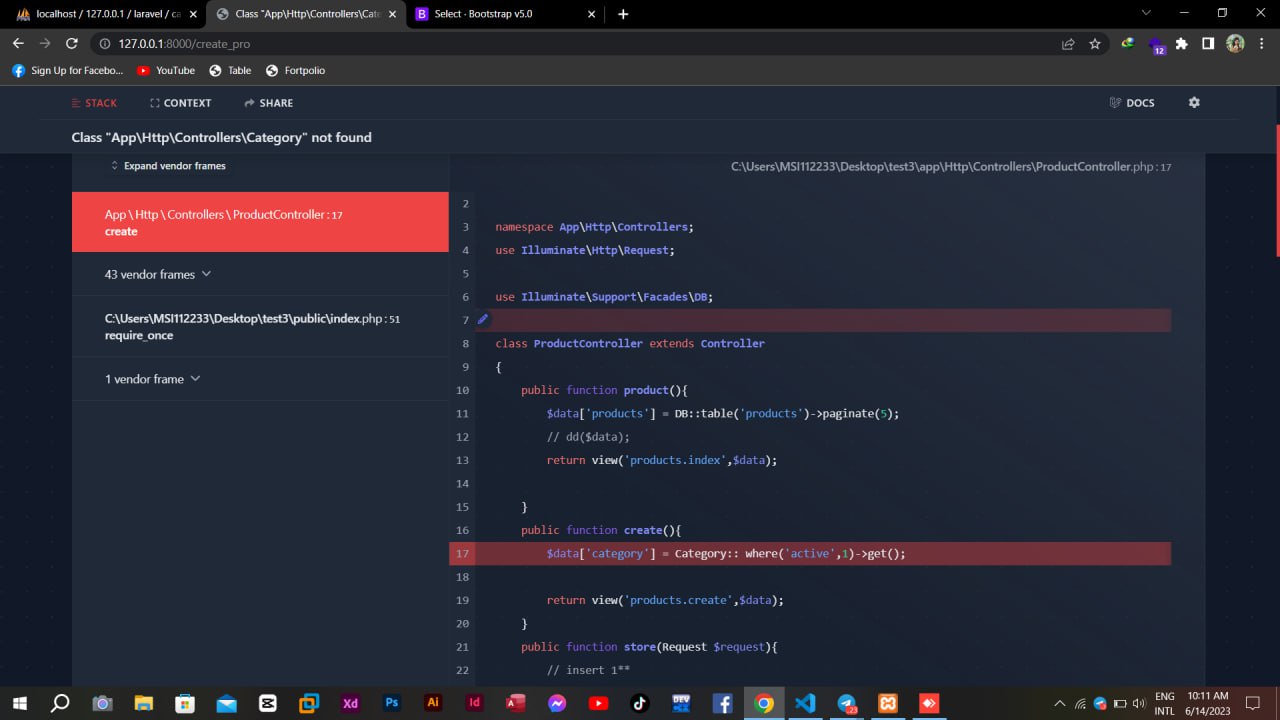 localhost / 127.0.0.1 / laravel / ca
Class "App\Http\Controllers\Cate
Select · Bootstrap v5.0
127.0.0.1:8000/create_pro
12
Sign Up for Facebo...
YouTube
Table
Fortpolio
STACK
CONTEXT
SHARE
DOCS
Class "App\Http\Controllers\Category" not found
Expand vendor frames
C:\Users\MSI112233\Desktop\test3\app\Http\Controllers\ProductController.php : 17
App \ Http \ Controllers \ ProductController : 17
create
43 vendor frames
C:\Users\MSI112233\Desktop\test3\public\index.php : 51
require_once
1 vendor frame
2
3 namespace App\Http\Controllers;
4 use Illuminate\Http\Request;
5
6 use Illuminate\Support\Facades\DB;
7
8 class ProductController extends Controller
9 {
10 public function product(){
11 $data['products'] = DB::table('products')->paginate(5);
12 // dd($data);
13 return view('products.index',$data);
14
15 }
16 public function create(){
17 $data['category'] = Category:: where('active',1)->get();
18
19 return view('products.create',$data);
20 }
21 public function store(Request $request){
22 // insert 1**
Xd
Ps
Ai
Id
A
DEV
23
ENG
INTL
10:11 AM
6/14/2023